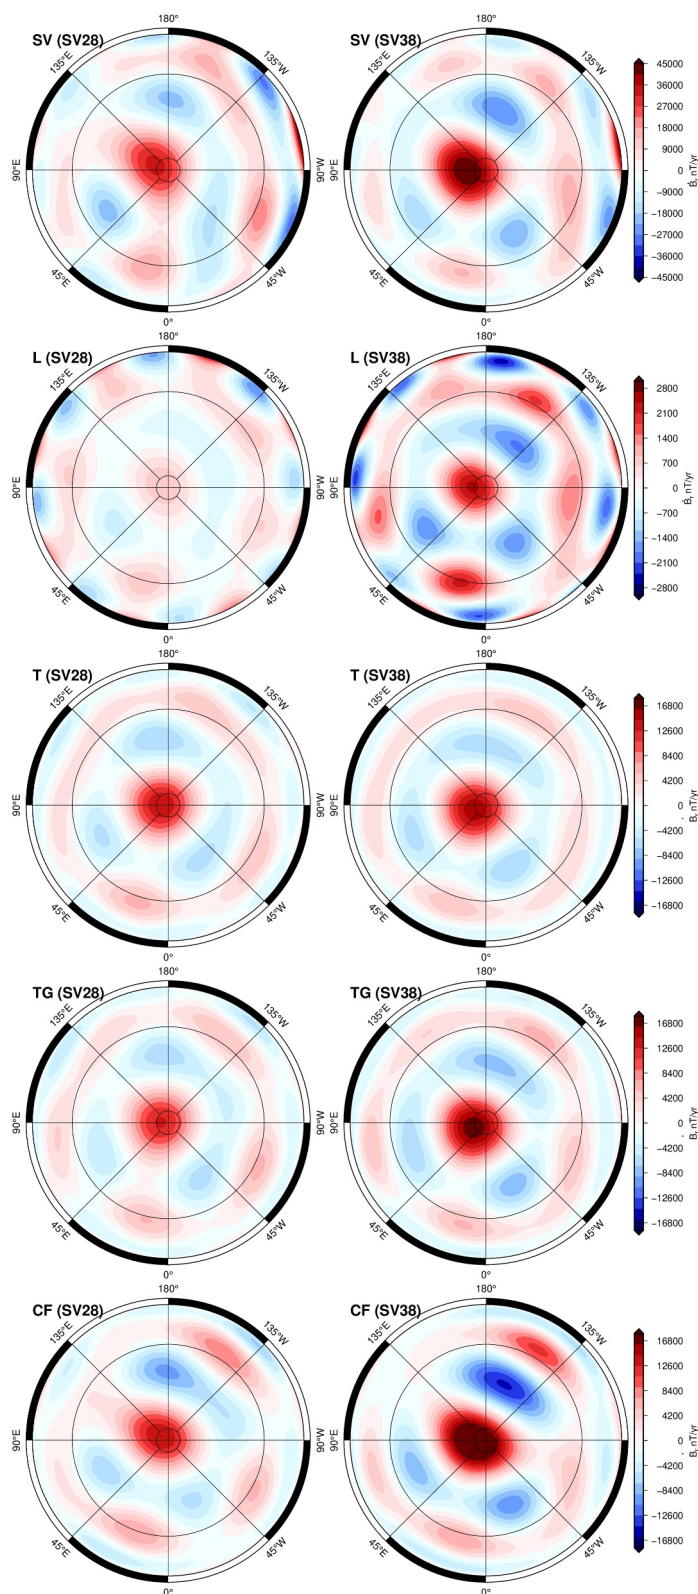 SV (SV28)
180°
135°E
135°W
90°E
90°W
45°E
45°W
0°
SV (SV38)
180°
135°E
135°W
90°E
45°E
45°W
0°
45000
36000
27000
18000
9000
0
−9000
−18000
−27000
−36000
−45000
Ḃ, nT/yr
L (SV28)
180°
135°E
135°W
90°E
90°W
45°E
45°W
0°
L (SV38)
180°
135°E
135°W
90°E
45°E
45°W
0°
2800
2100
1400
700
0
−700
−1400
−2100
−2800
Ḃ, nT/yr
T (SV28)
180°
135°E
135°W
90°E
90°W
45°E
45°W
0°
T (SV38)
180°
135°E
135°W
90°E
45°E
45°W
0°
16800
12600
8400
4200
0
−4200
−8400
−12600
−16800
Ḃ, nT/yr
TG (SV28)
180°
135°E
135°W
90°E
90°W
45°E
45°W
0°
TG (SV38)
180°
135°E
135°W
90°E
45°E
45°W
0°
16800
12600
8400
4200
0
−4200
−8400
−12600
−16800
Ḃ, nT/yr
CF (SV28)
180°
135°E
135°W
90°E
90°W
45°E
45°W
0°
CF (SV38)
180°
135°E
135°W
90°E
45°E
45°W
0°
16800
12600
8400
4200
0
−4200
−8400
−12600
−16800
Ḃ, nT/yr